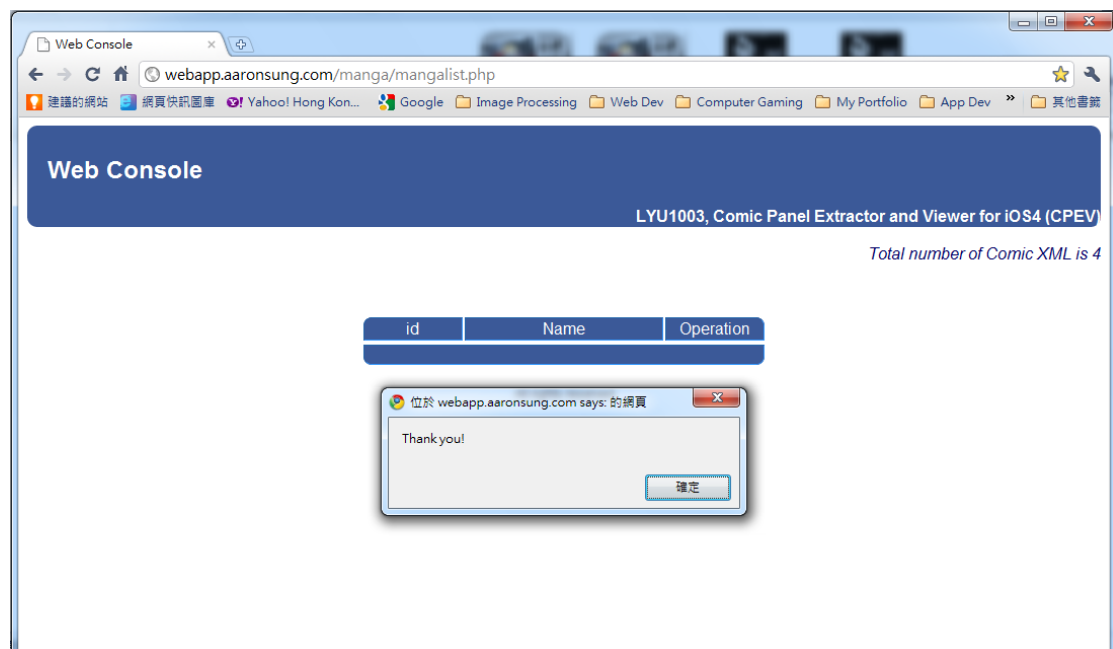 Web Console
webapp.aaronsung.com/manga/mangalist.php
建議的網站 網頁快訊圖庫 Yahoo! Hong Kon... Google Image Processing Web Dev Computer Gaming My Portfolio App Dev » 其他書籤
Web Console
LYU1003, Comic Panel Extractor and Viewer for iOS4 (CPEV)
Total number of Comic XML is 4
id Name Operation
位於 webapp.aaronsung.com says: 的網頁
Thank you!
確定